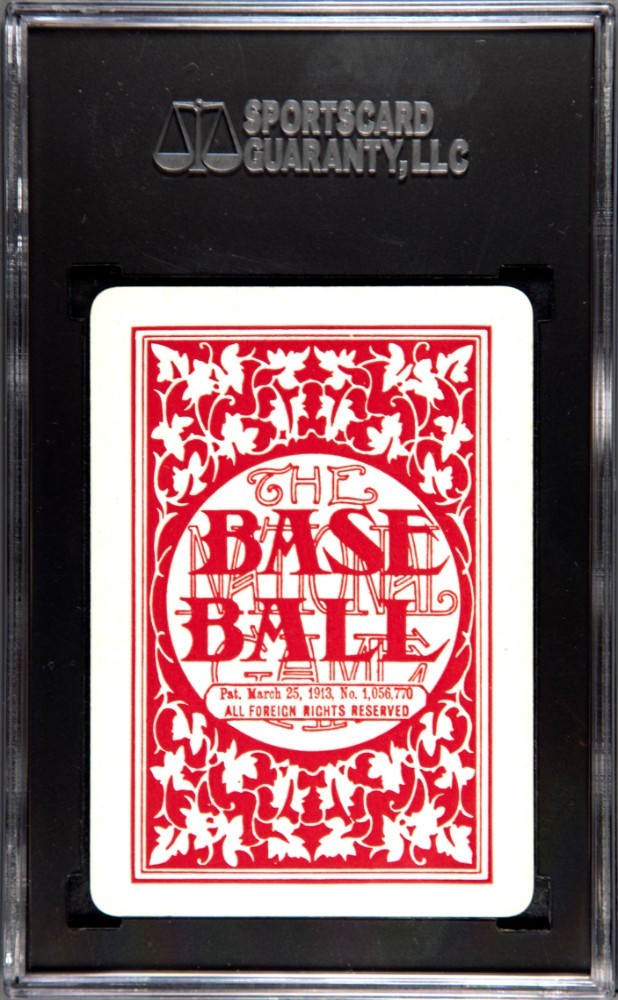 SPORTSCARD
GUARANTY, LLC
THE
BASE
NATIONAL
BALL
GAME
Pat. March 25, 1913, No. 1,056,770
ALL FOREIGN RIGHTS RESERVED